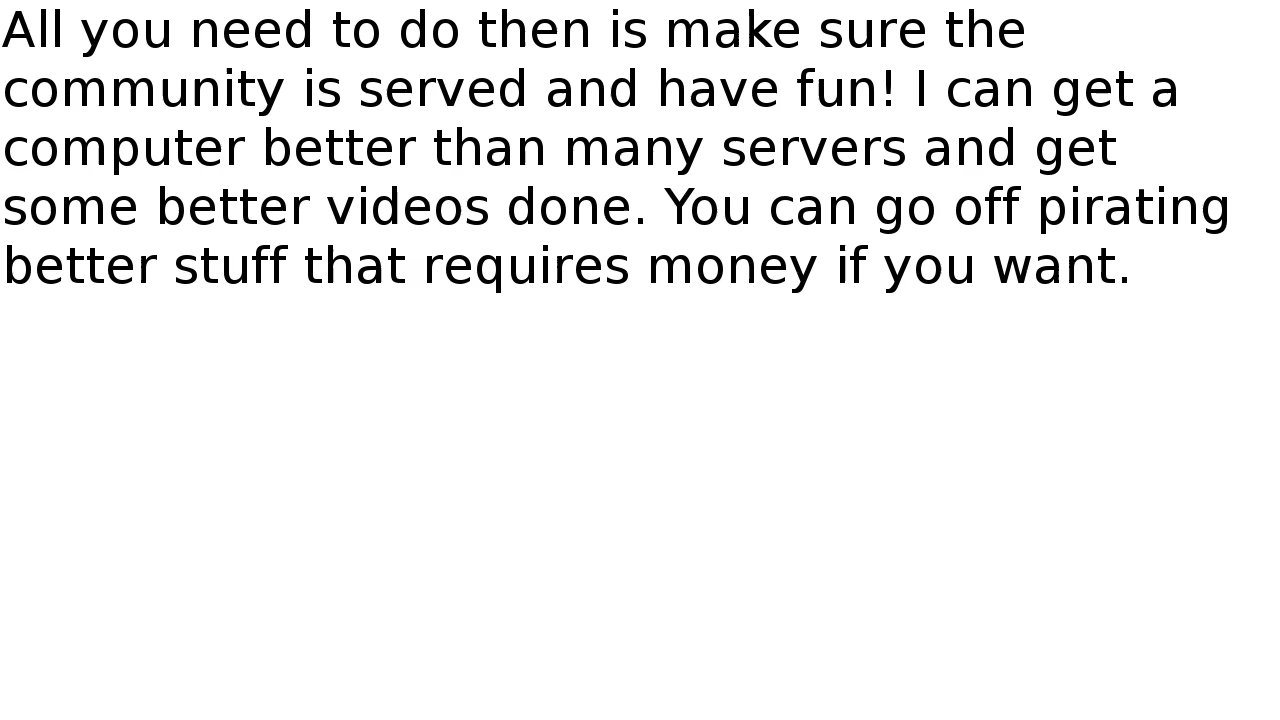 All you need to do then is make sure the
community is served and have fun! I can get a
computer better than many servers and get
some better videos done. You can go off pirating
better stuff that requires money if you want.